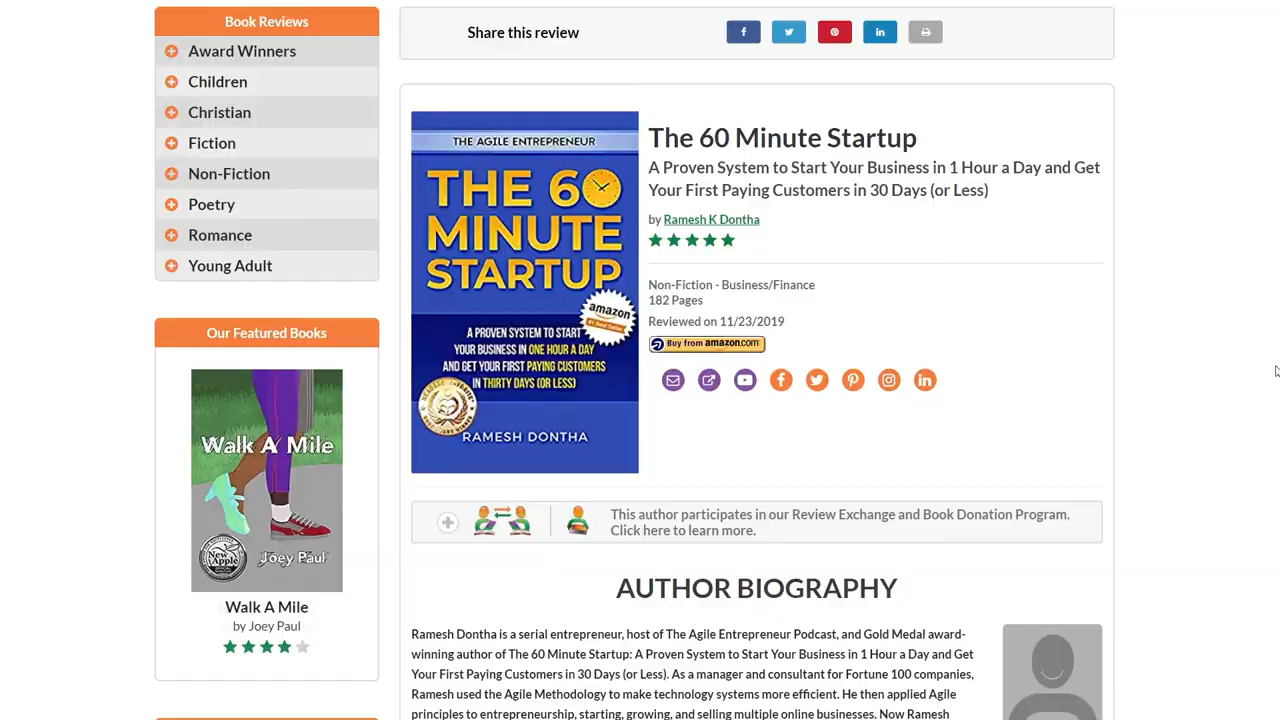 Book Reviews
Award Winners
Children
Christian
Fiction
Non-Fiction
Poetry
Romance
Young Adult
Our Featured Books
Walk A Mile
New Apple
Joey Paul
Walk A Mile
by Joey Paul
Share this review
THE AGILE ENTREPRENEUR
THE 60
MINUTE
STARTUP
amazon
A PROVEN SYSTEM TO START
YOUR BUSINESS IN ONE HOUR A DAY
AND GET YOUR FIRST PAYING CUSTOMERS
IN THIRTY DAYS (OR LESS)
RAMESH DONTHA
The 60 Minute Startup
A Proven System to Start Your Business in 1 Hour a Day and Get
Your First Paying Customers in 30 Days (or Less)
by Ramesh K Dontha
Non-Fiction - Business/Finance
182 Pages
Reviewed on 11/23/2019
Buy from amazon.com
This author participates in our Review Exchange and Book Donation Program.
Click here to learn more.
AUTHOR BIOGRAPHY
Ramesh Dontha is a serial entrepreneur, host of The Agile Entrepreneur Podcast, and Gold Medal award-
winning author of The 60 Minute Startup: A Proven System to Start Your Business in 1 Hour a Day and Get
Your First Paying Customers in 30 Days (or Less). As a manager and consultant for Fortune 100 companies,
Ramesh used the Agile Methodology to make technology systems more efficient. He then applied Agile
principles to entrepreneurship, starting, growing, and selling multiple online businesses. Now Ramesh